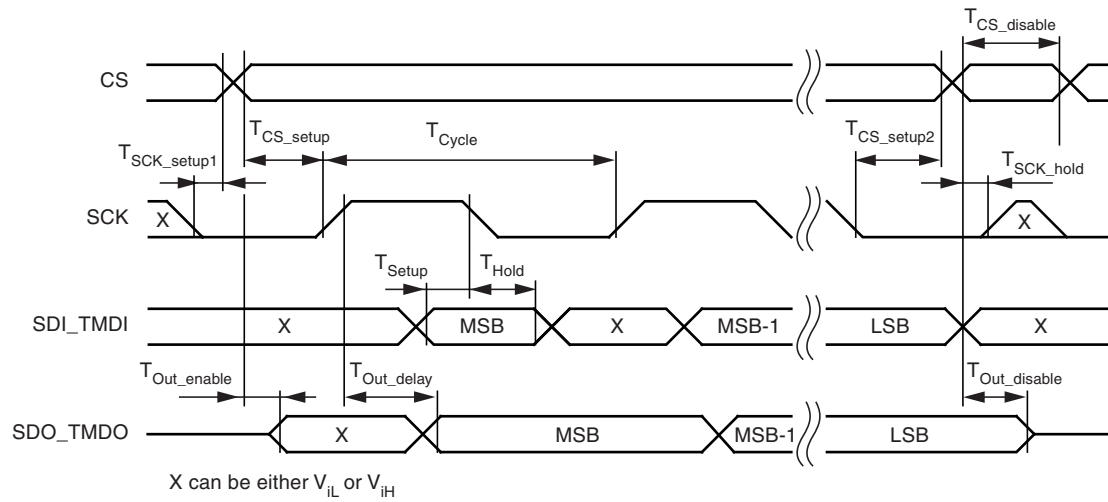 T_CS_disable
CS
T_CS_setup
T_Cycle
T_CS_setup2
T_SCK_setup1
T_SCK_hold
SCK
X
X
T_Setup
T_Hold
SDI_TMDI
X
MSB
X
MSB-1
LSB
X
T_Out_enable
T_Out_delay
T_Out_disable
SDO_TMDO
X
MSB
MSB-1
LSB
X can be either V_iL or V_iH